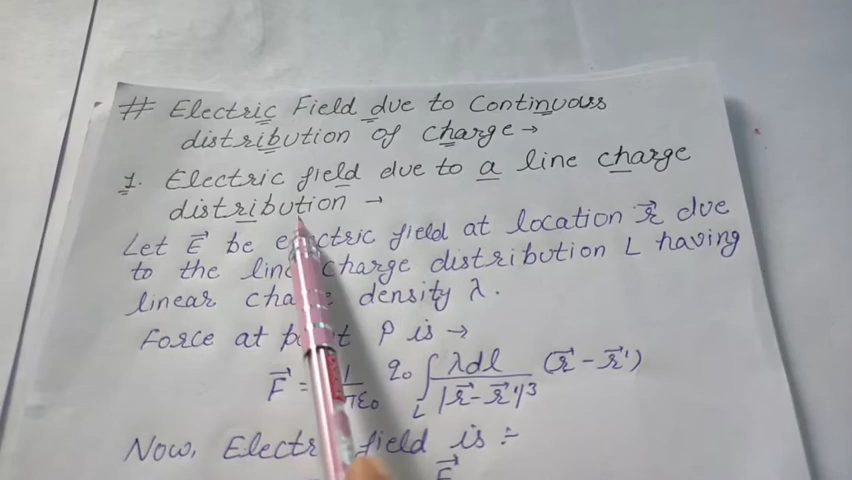 # Electric Field due to Continuous
distribution of charge →
1. Electric field due to a line charge
distribution →
Let E⃗ be electric field at location r⃗ due
to the line charge distribution L having
linear charge density λ.
Force at point P is →
F⃗ = 1/πε₀ q₀ ∫L λdl/|r⃗ - r⃗'|³ (r⃗ - r⃗')
Now, Electric field is :-
F⃗